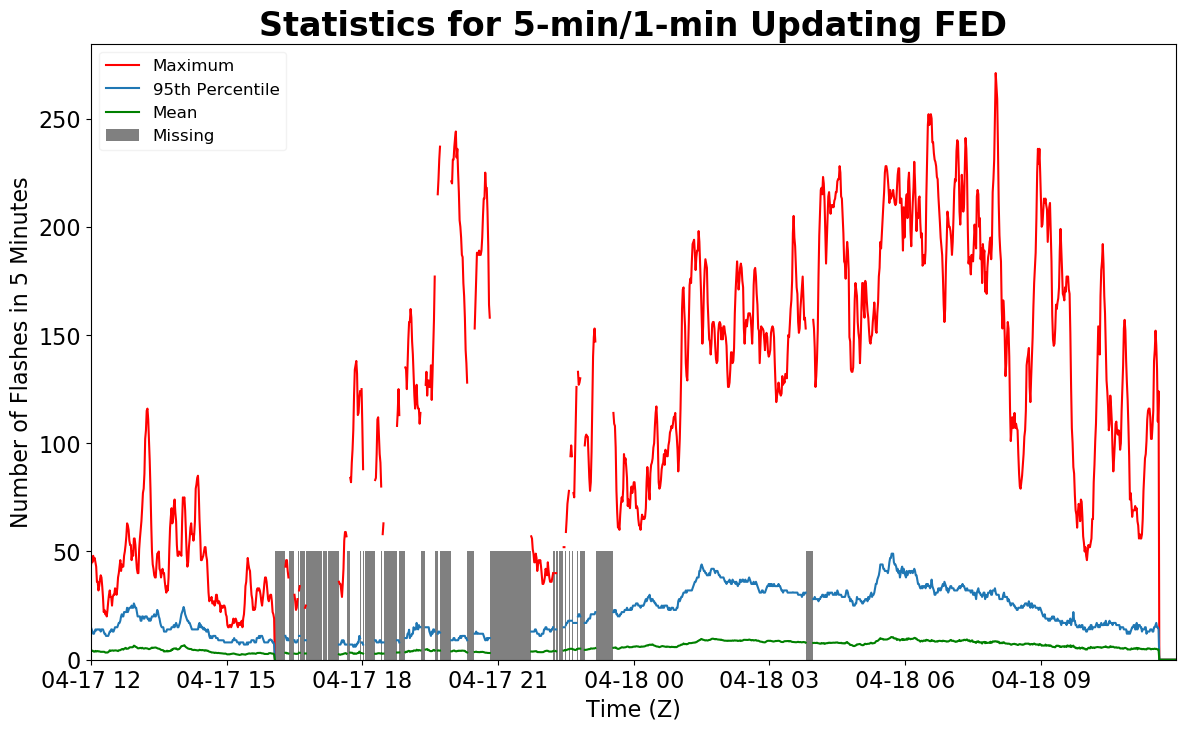 Statistics for 5-min/1-min Updating FED
Maximum
95th Percentile
Mean
Missing
Number of Flashes in 5 Minutes
250
200
150
100
50
0
04-17 12 04-17 15 04-17 18 04-17 21 04-18 00 04-18 03 04-18 06 04-18 09
Time (Z)